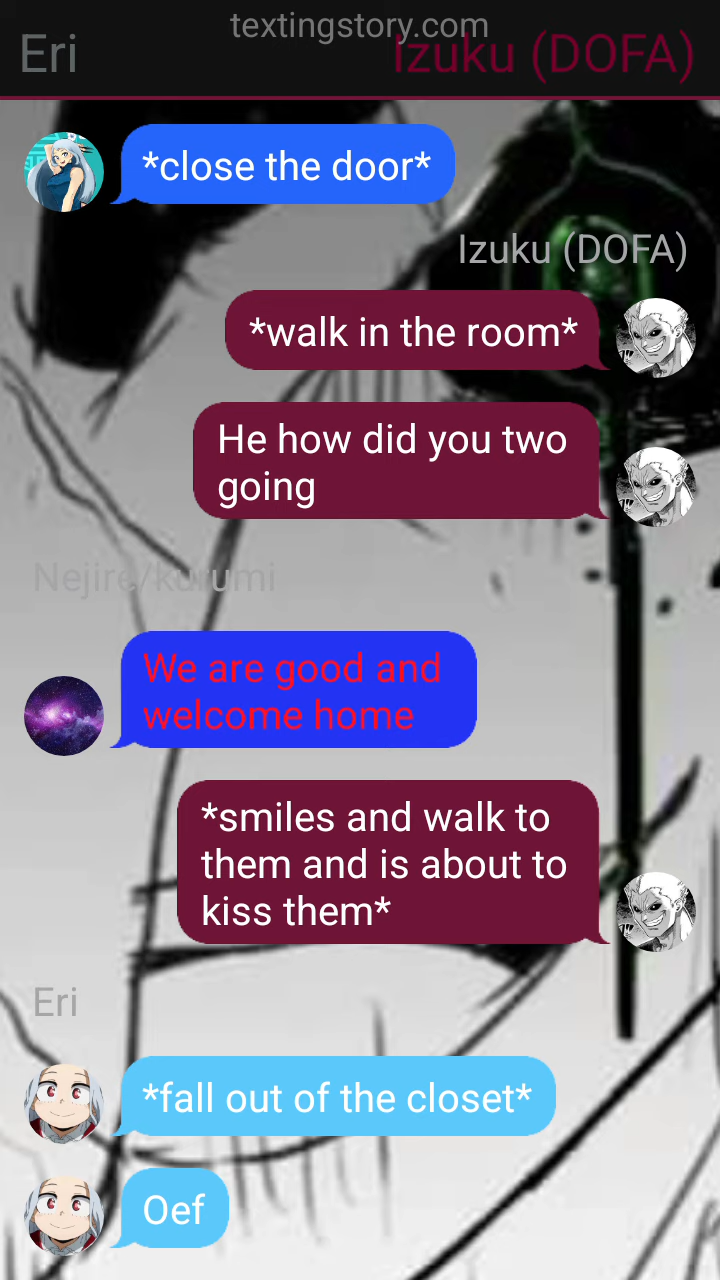 textingstory.com
Eri
Izuku (DOFA)
*close the door*
Izuku (DOFA)
*walk in the room*
He how did you two
going
Nejire/kurumi
We are good and
welcome home
*smiles and walk to
them and is about to
kiss them*
Eri
*fall out of the closet*
Oef